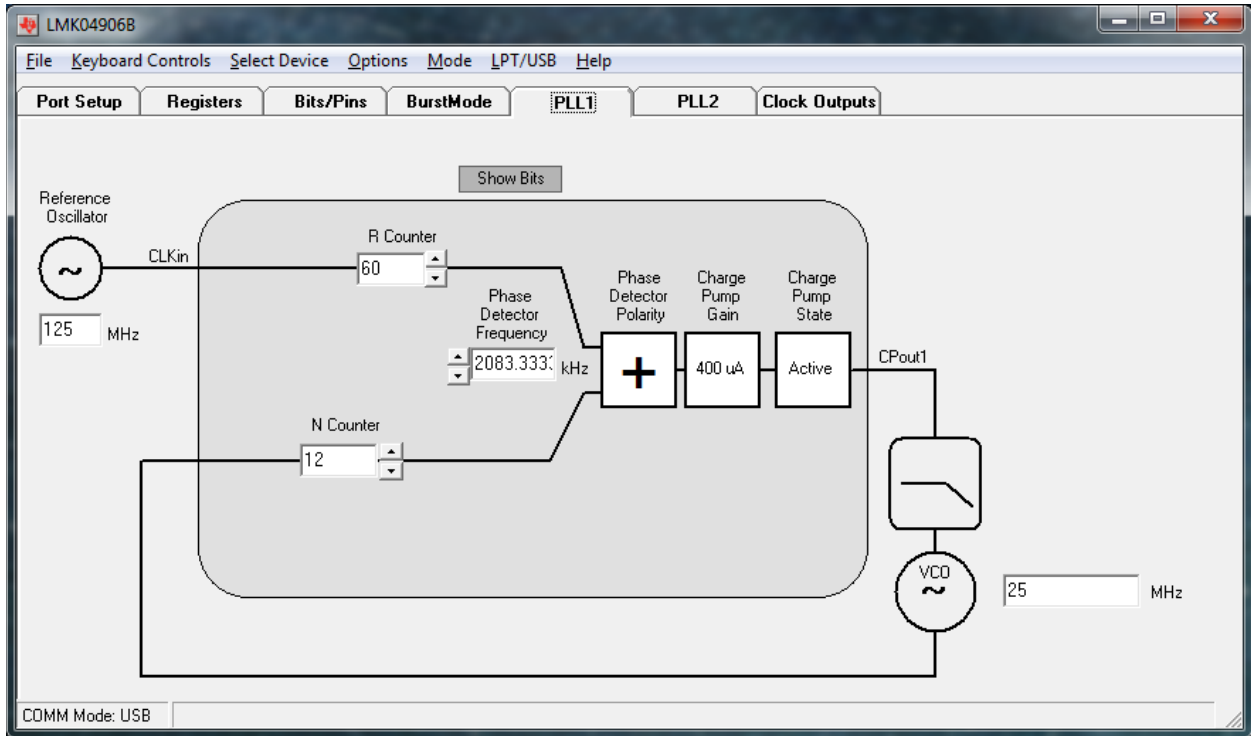 LMK04906B
File Keyboard Controls Select Device Options Mode LPT/USB Help
Port Setup Registers Bits/Pins BurstMode PLL1 PLL2 Clock Outputs
Show Bits
Reference
Oscillator
~
CLKin
125 MHz
R Counter
60
Phase
Detector
Frequency
2083.3333 kHz
N Counter
12
Phase
Detector
Polarity
+
Charge
Pump
Gain
400 uA
Charge
Pump
State
Active
CPout1
VCO
~
25 MHz
COMM Mode: USB